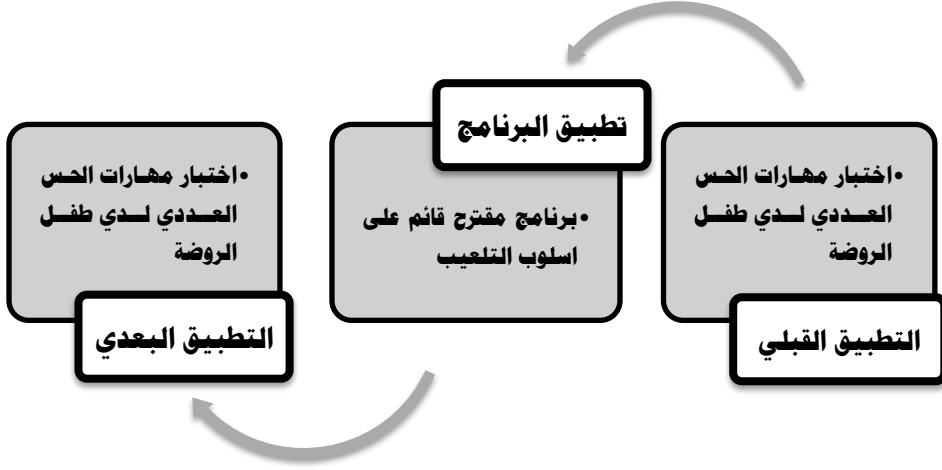 •اختبار مهارات الحس
العددي لدي طفل
الروضة
التطبيق القبلي
تطبيق البرنامج
•برنامج مقترح قائم على
اسلوب التلعيب
•اختبار مهارات الحس
العددي لدي طفل
الروضة
التطبيق البعدي